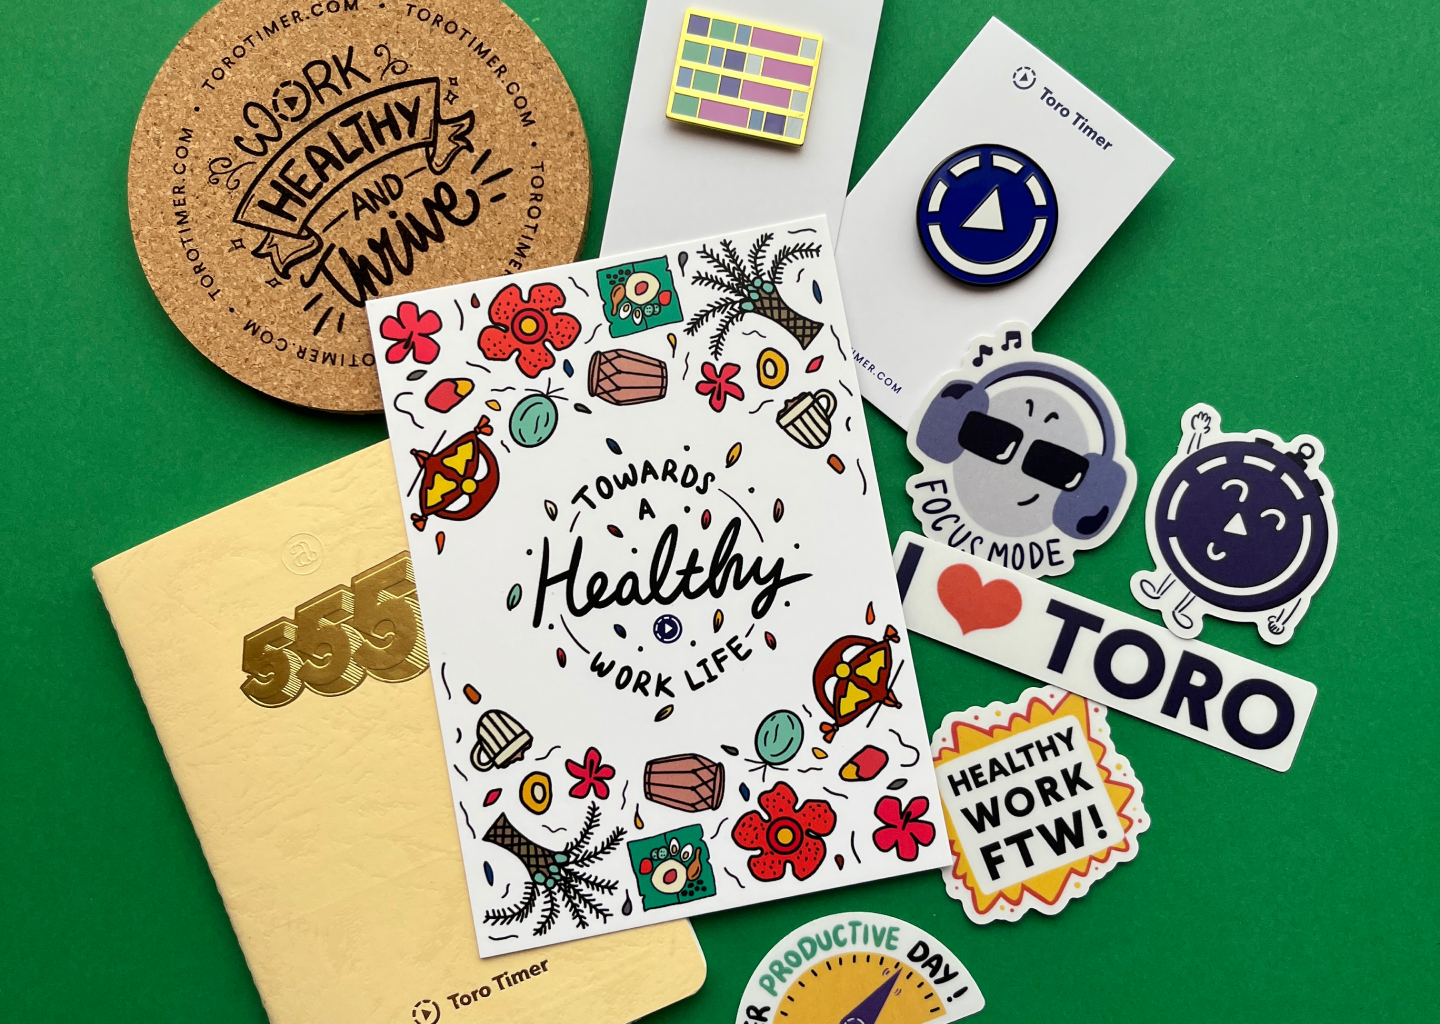 TOROTIMER.COM • TOROTIMER.COM • TOROTIMER.COM • TOROTIMER.COM • TOROTIMER.COM •
WORK
HEALTHY
AND
Thrive
Toro Timer
TOWARDS
A
Healthy
WORK LIFE
FOCUS MODE
I
TORO
HEALTHY
WORK
FTW!
PRODUCTIVE DAY!
555
Toro Timer